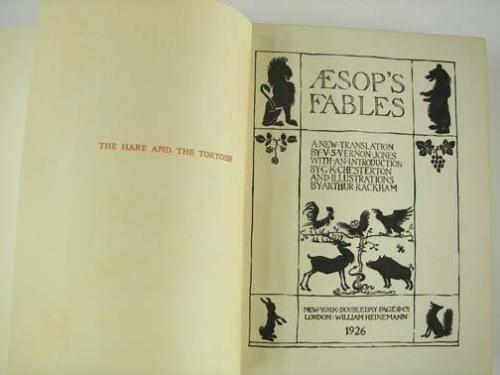 THE HARE AND THE TORTOISE
ÆSOP'S
FABLES
A·NEW·TRANSLATION
BY·V·S·VERNON-JONES
WITH·AN·INTRODUCTION
BY·G·K·CHESTERTON
AND·ILLUSTRATIONS
BY·ARTHUR·RACKHAM
NEW·YORK:DOUBLEDAY·PAGE·&·Co
LONDON:WILLIAM·HEINEMANN
1926